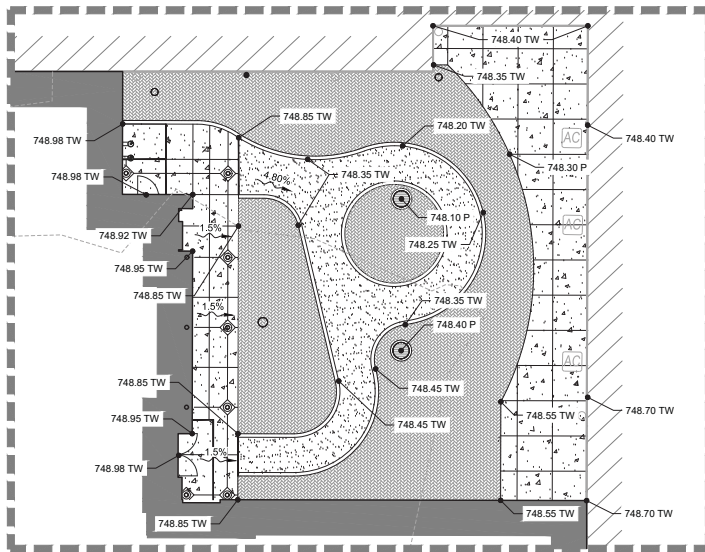 748.40 TW
748.35 TW
748.85 TW
748.20 TW
748.98 TW
748.40 TW
AC
748.30 P
4.80%
748.35 TW
748.98 TW
748.10 P
AC
748.92 TW
1.5%
748.25 TW
748.95 TW
748.85 TW
748.35 TW
1.5%
748.40 P
AC
748.85 TW
748.45 TW
748.95 TW
748.45 TW
748.55 TW
748.70 TW
1.5%
748.98 TW
748.85 TW
748.55 TW
748.70 TW